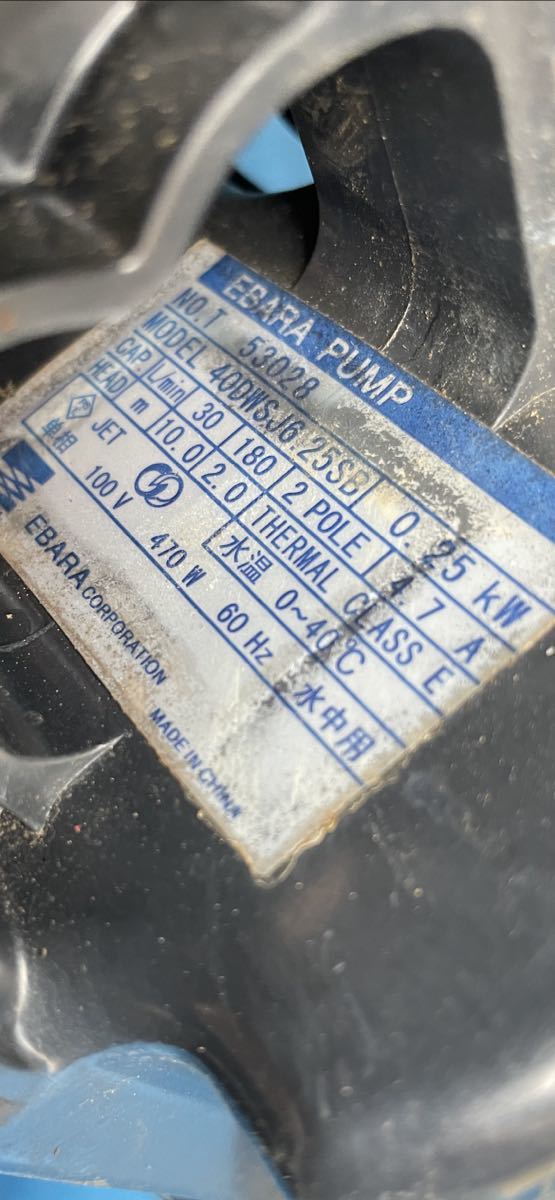 EBARA PUMP
NO.T 53028
MODEL 40DWSJ6.25SB 0.25 kW
CAP. L/min 30 180 2 POLE 4.7 A
HEAD m 10.0 2.0 THERMAL CLASS E
JET 水温 0~40℃ 水中用
単相 100 V 470 W 60 Hz
EBARA CORPORATION
MADE IN CHINA